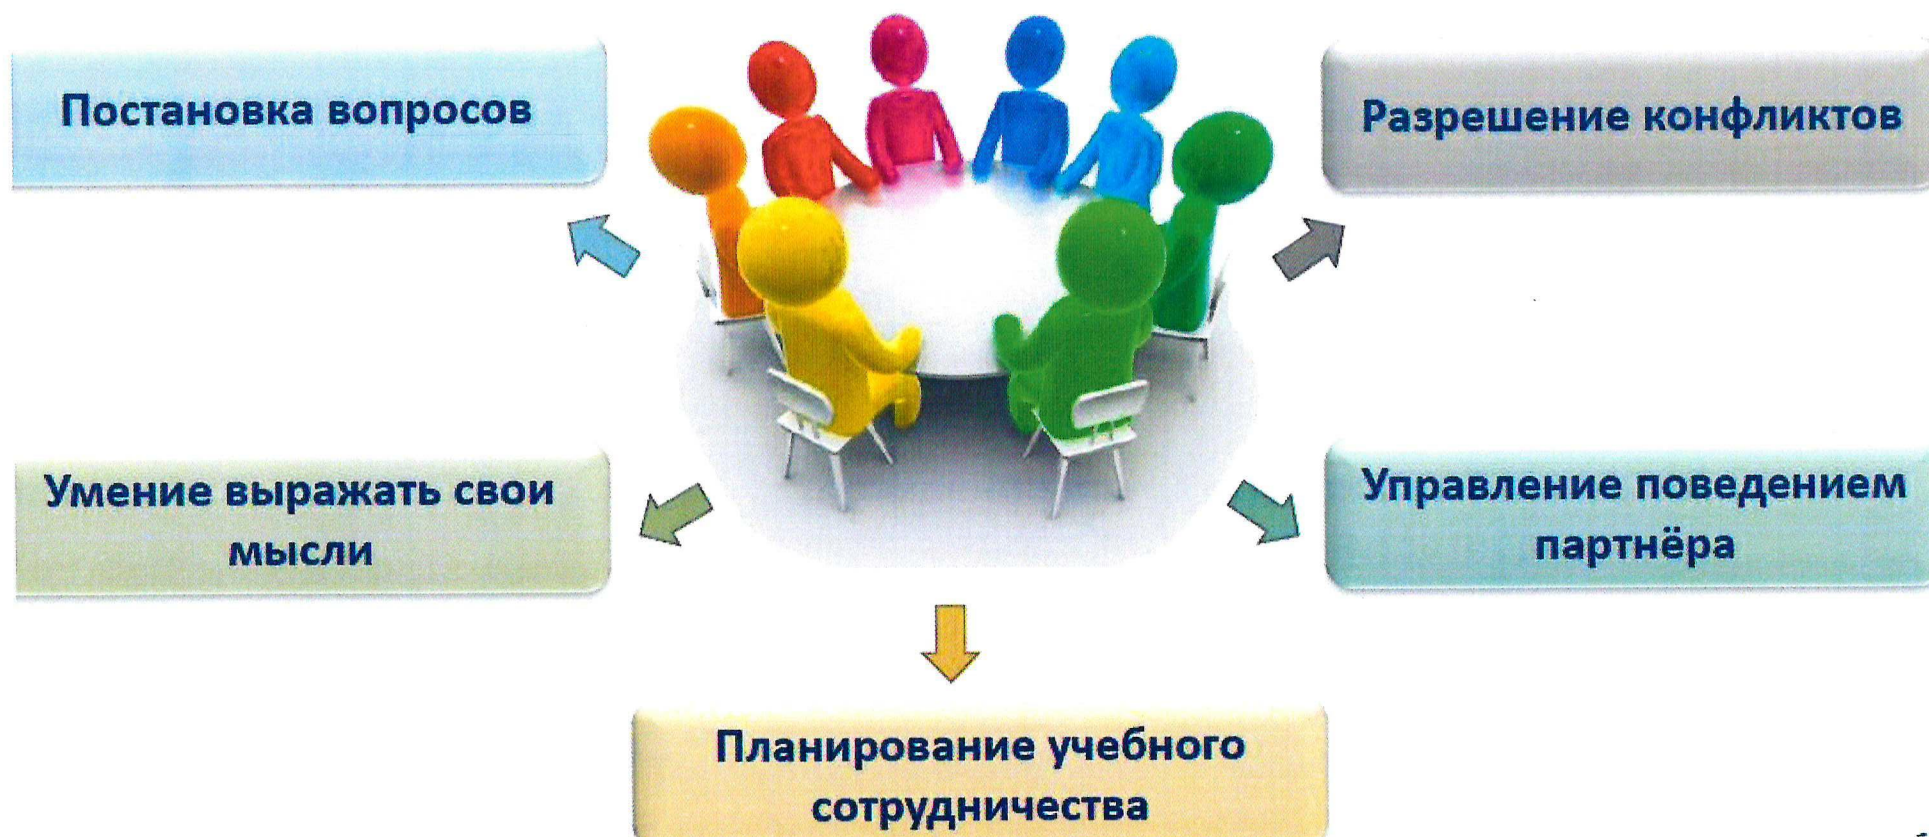 Постановка вопросов
Разрешение конфликтов
Умение выражать свои
мысли
Управление поведением
партнёра
Планирование учебного
сотрудничества